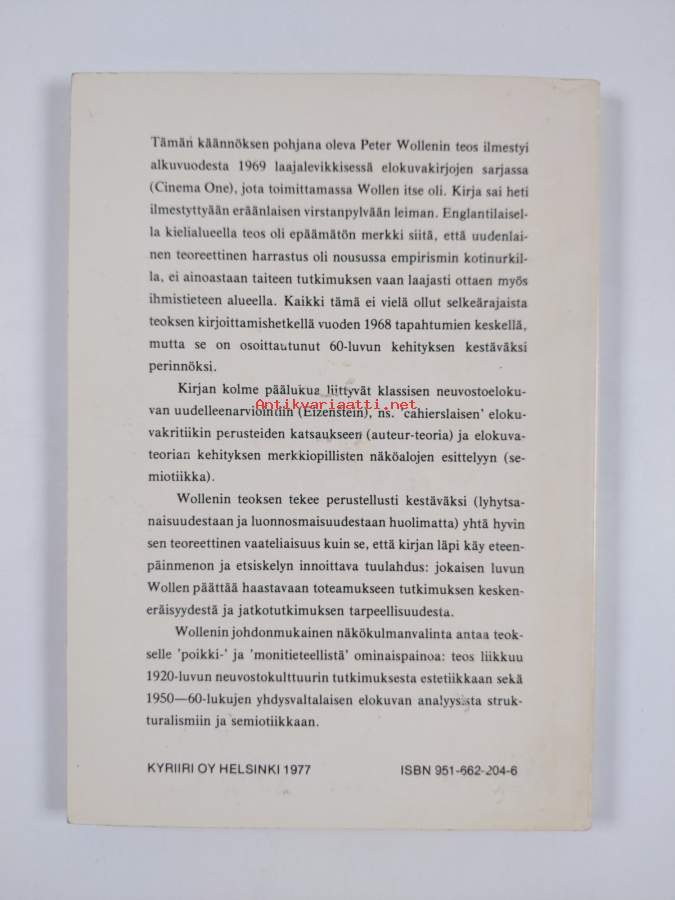 Tämän käännöksen pohjana oleva Peter Wollenin teos ilmestyi
alkuvuodesta 1969 laajalevikkisessä elokuvakirjojen sarjassa
(Cinema One), jota toimittamassa Wollen itse oli. Kirja sai heti
ilmestyttyään eräänlaisen virstanpylvään leiman. Englantilaisel-
la kielialueella teos oli epäämätön merkki siitä, että uudenlai-
nen teoreettinen harrastus oli nousussa empirismin kotinurkil-
la, ei ainoastaan taiteen tutkimuksen vaan laajasti ottaen myös
ihmistieteen alueella. Kaikki tämä ei vielä ollut selkeärajaista
teoksen kirjoittamishetkellä vuoden 1968 tapahtumien keskellä,
mutta se on osoittautunut 60-luvun kehityksen kestäväksi
perinnöksi.
Kirjan kolme päälukua liittyvät klassisen neuvostoeloku-
van uudelleenarviointiin (Eizenstein), ns. 'cahierslaisen' eloku-
Antikvariaatti.net
vakritiikin perusteiden katsaukseen (auteur-teoria) ja elokuva-
teorian kehityksen merkkiopillisten näköalojen esittelyyn (se-
miotiikka).
Wollenin teoksen tekee perustellusti kestäväksi (lyhytsa-
naisuudestaan ja luonnosmaisuudestaan huolimatta) yhtä hyvin
sen teoreettinen vaateliaisuus kuin se, että kirjan läpi käy eteen-
päinmenon ja etsiskelyn innoittava tuulahdus: jokaisen luvun
Wollen päättää haastavaan toteamukseen tutkimuksen kesken-
eräisyydestä ja jatkotutkimuksen tarpeellisuudesta.
Wollenin johdonmukainen näkökulmanvalinta antaa teok-
selle 'poikki-' ja 'monitieteellistä' ominaispainoa: teos liikkuu
1920-luvun neuvostokulttuurin tutkimuksesta estetiikkaan sekä
1950—60-lukujen yhdysvaltalaisen elokuvan analyysista struk-
turalismiin ja semiotiikkaan.
KYRIIRI OY HELSINKI 1977
ISBN 951-662-204-6